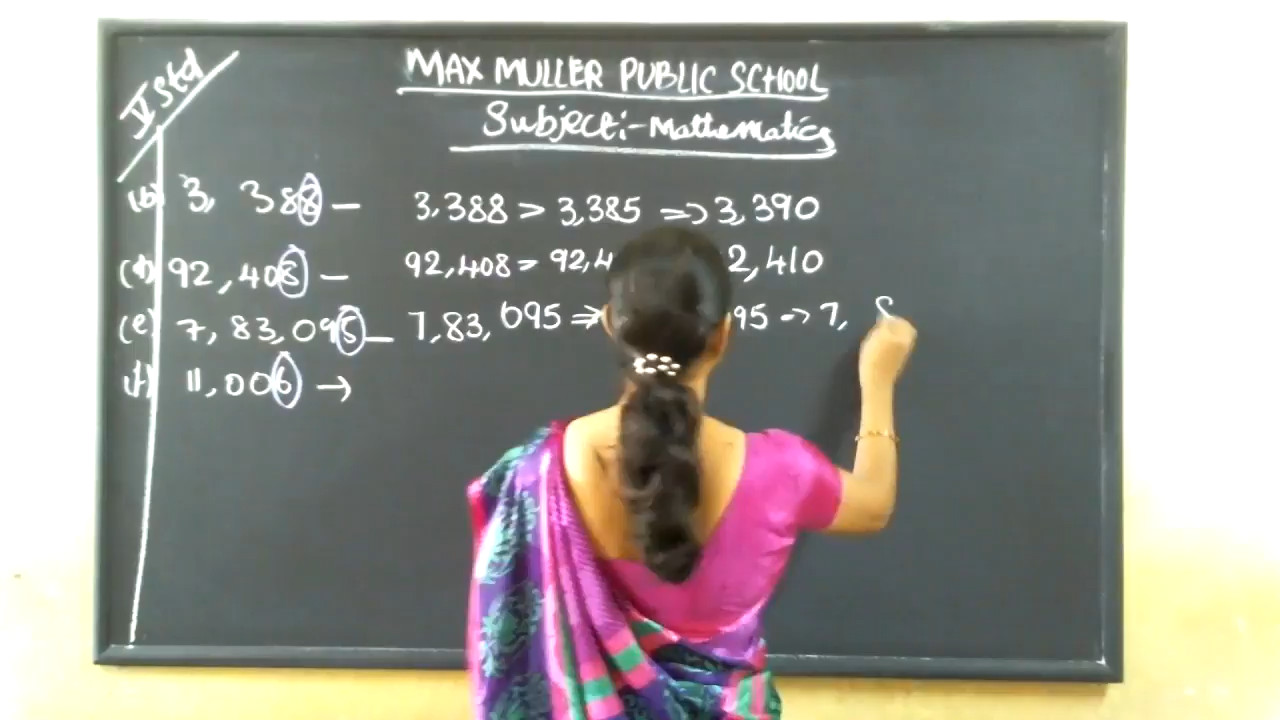 V Std
MAX MULLER PUBLIC SCHOOL
Subject:- Mathematics
(b) 3, 388 – 3,388 > 3,385 => 3,390
(d) 92,408 – 92,408 > 92,4 2,410
(e) 7,83,095 – 7,83,095 => 95 -> 7, 8
(f) 11,006 →